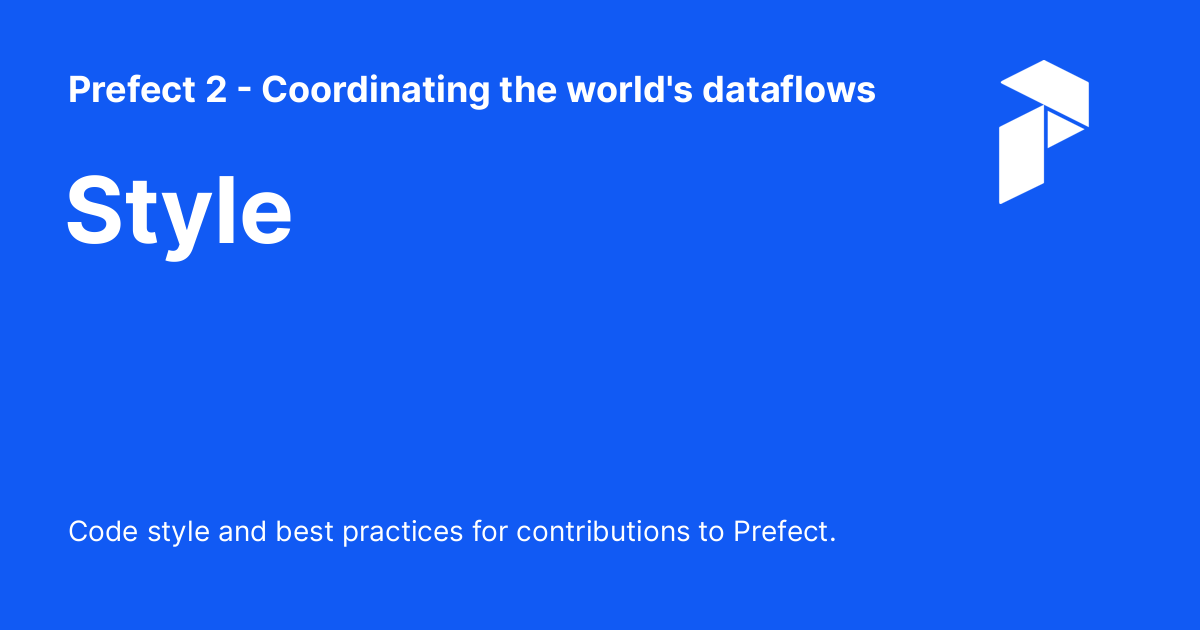 Prefect 2 - Coordinating the world's dataflows
Style
Code style and best practices for contributions to Prefect.